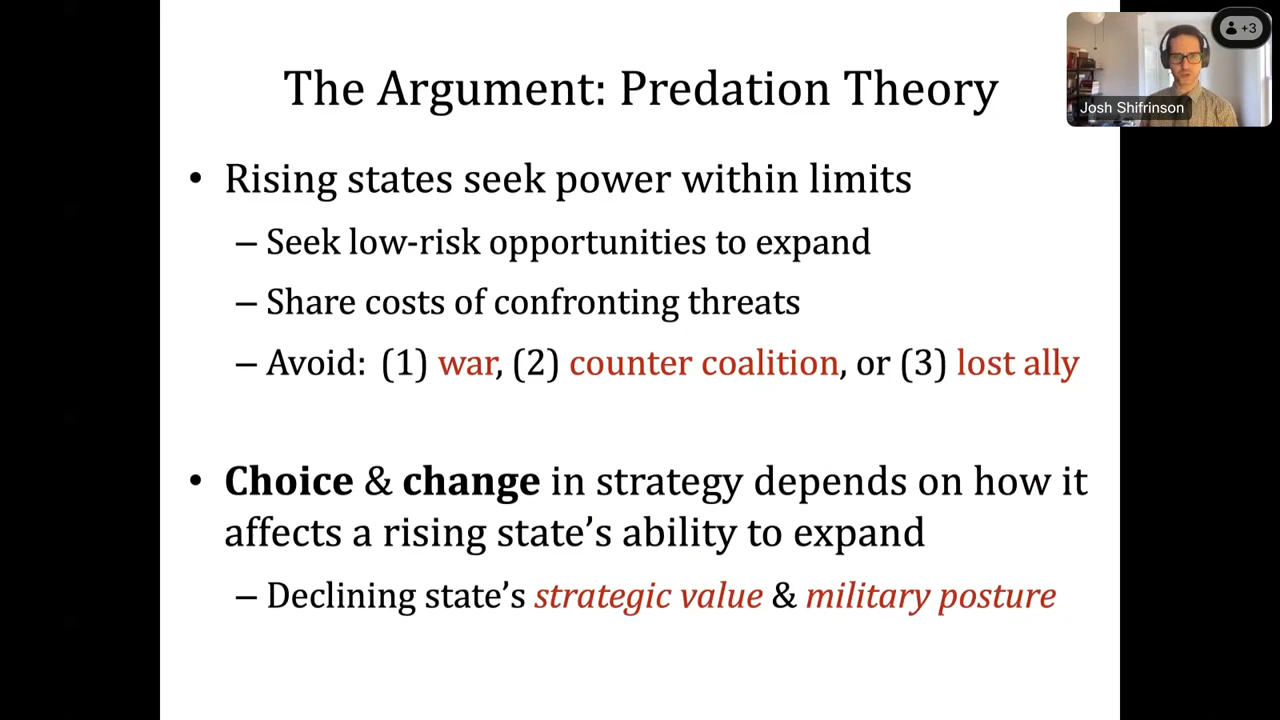 The Argument: Predation Theory
+3
Josh Shifrinson
• Rising states seek power within limits
– Seek low-risk opportunities to expand
– Share costs of confronting threats
– Avoid: (1) war, (2) counter coalition, or (3) lost ally
• Choice & change in strategy depends on how it
affects a rising state’s ability to expand
– Declining state’s strategic value & military posture